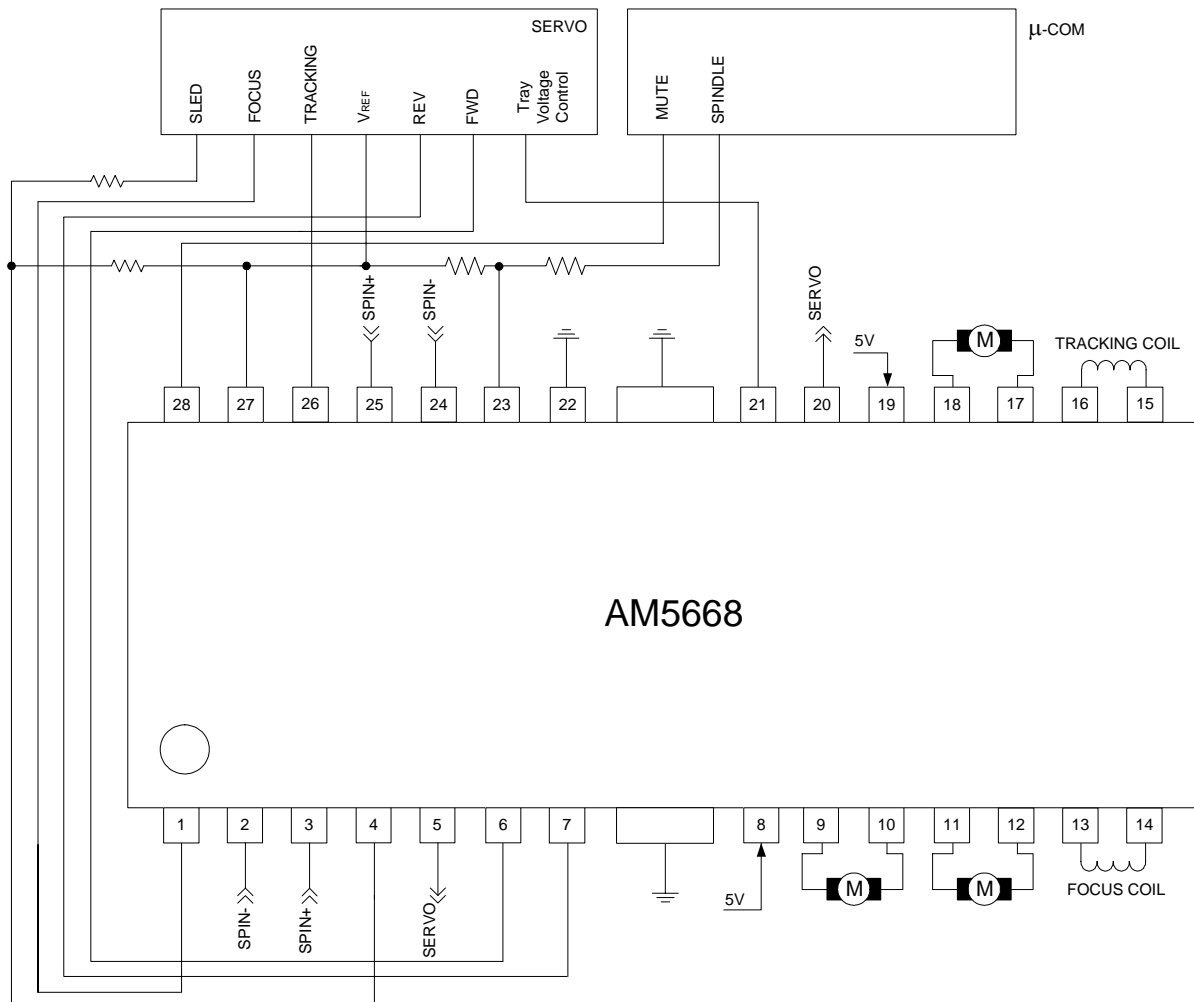 SERVO
μ-COM
SLED
FOCUS
TRACKING
VREF
REV
FWD
Tray
Voltage
Control
MUTE
SPINDLE
SPIN+
SPIN-
SERVO
5V
M
TRACKING COIL
28
27
26
25
24
23
22
21
20
19
18
17
16
15
AM5668
1
2
3
4
5
6
7
8
9
10
11
12
13
14
SPIN-
SPIN+
SERVO
5V
M
M
FOCUS COIL